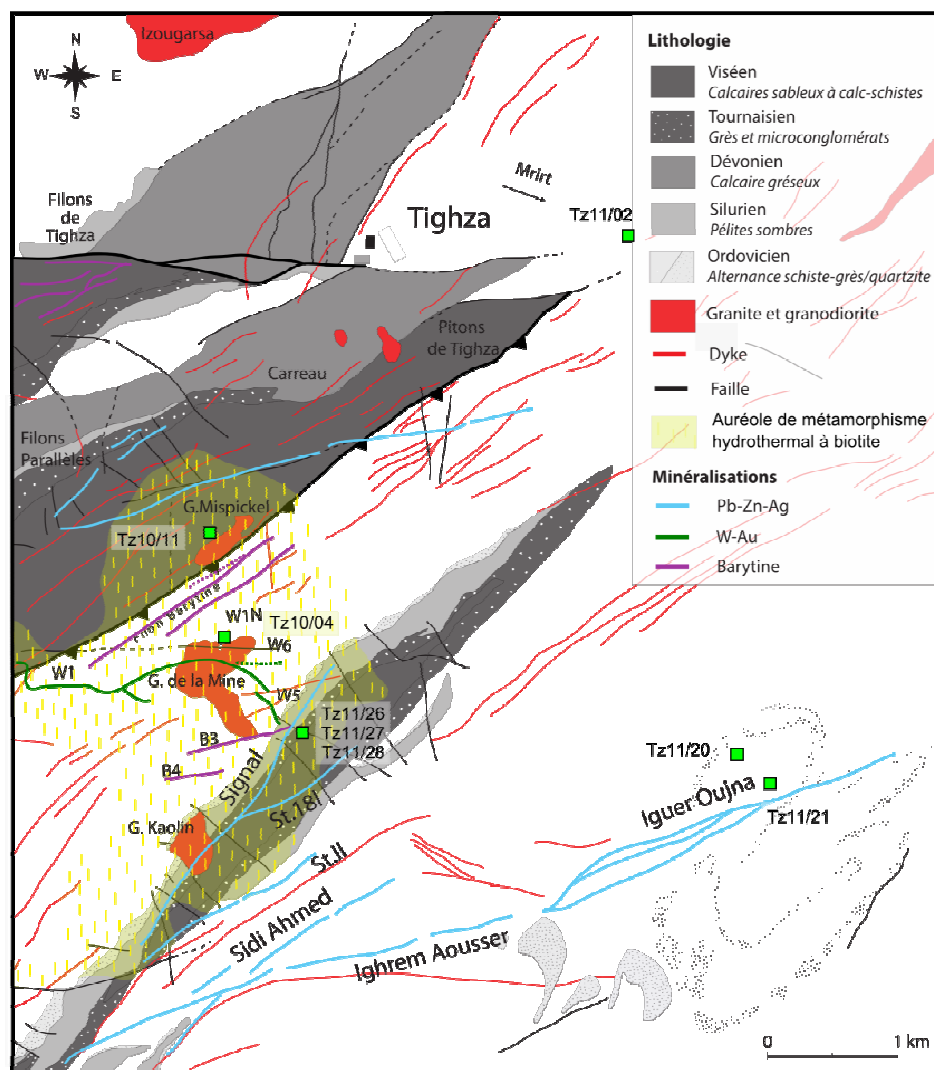 Izougarsa
N
W E
S
Filons
de
Tighza
Tighza
Mrirt
Tz11/02
Pitons
de Tighza
Carreau
Filons
Parallèles
G.Mispickel
Tz10/11
Filon Barytine
W1N
Tz10/04
W6
W1
G. de la Mine
W5
Tz11/26
Tz11/27
Tz11/28
B3
B4
Signal
St.18I
G. Kaolin
St.II
Sidi Ahmed
Ighrem Aousser
Iguer Oujna
Tz11/20
Tz11/21
Lithologie
Viséen
Calcaires sableux à calc-schistes
Tournaisien
Grès et microconglomérats
Dévonien
Calcaire gréseux
Silurien
Pélites sombres
Ordovicien
Alternance schiste-grès/quartzite
Granite et granodiorite
Dyke
Faille
Auréole de métamorphisme
hydrothermal à biotite
Minéralisations
Pb-Zn-Ag
W-Au
Barytine
0 1 km